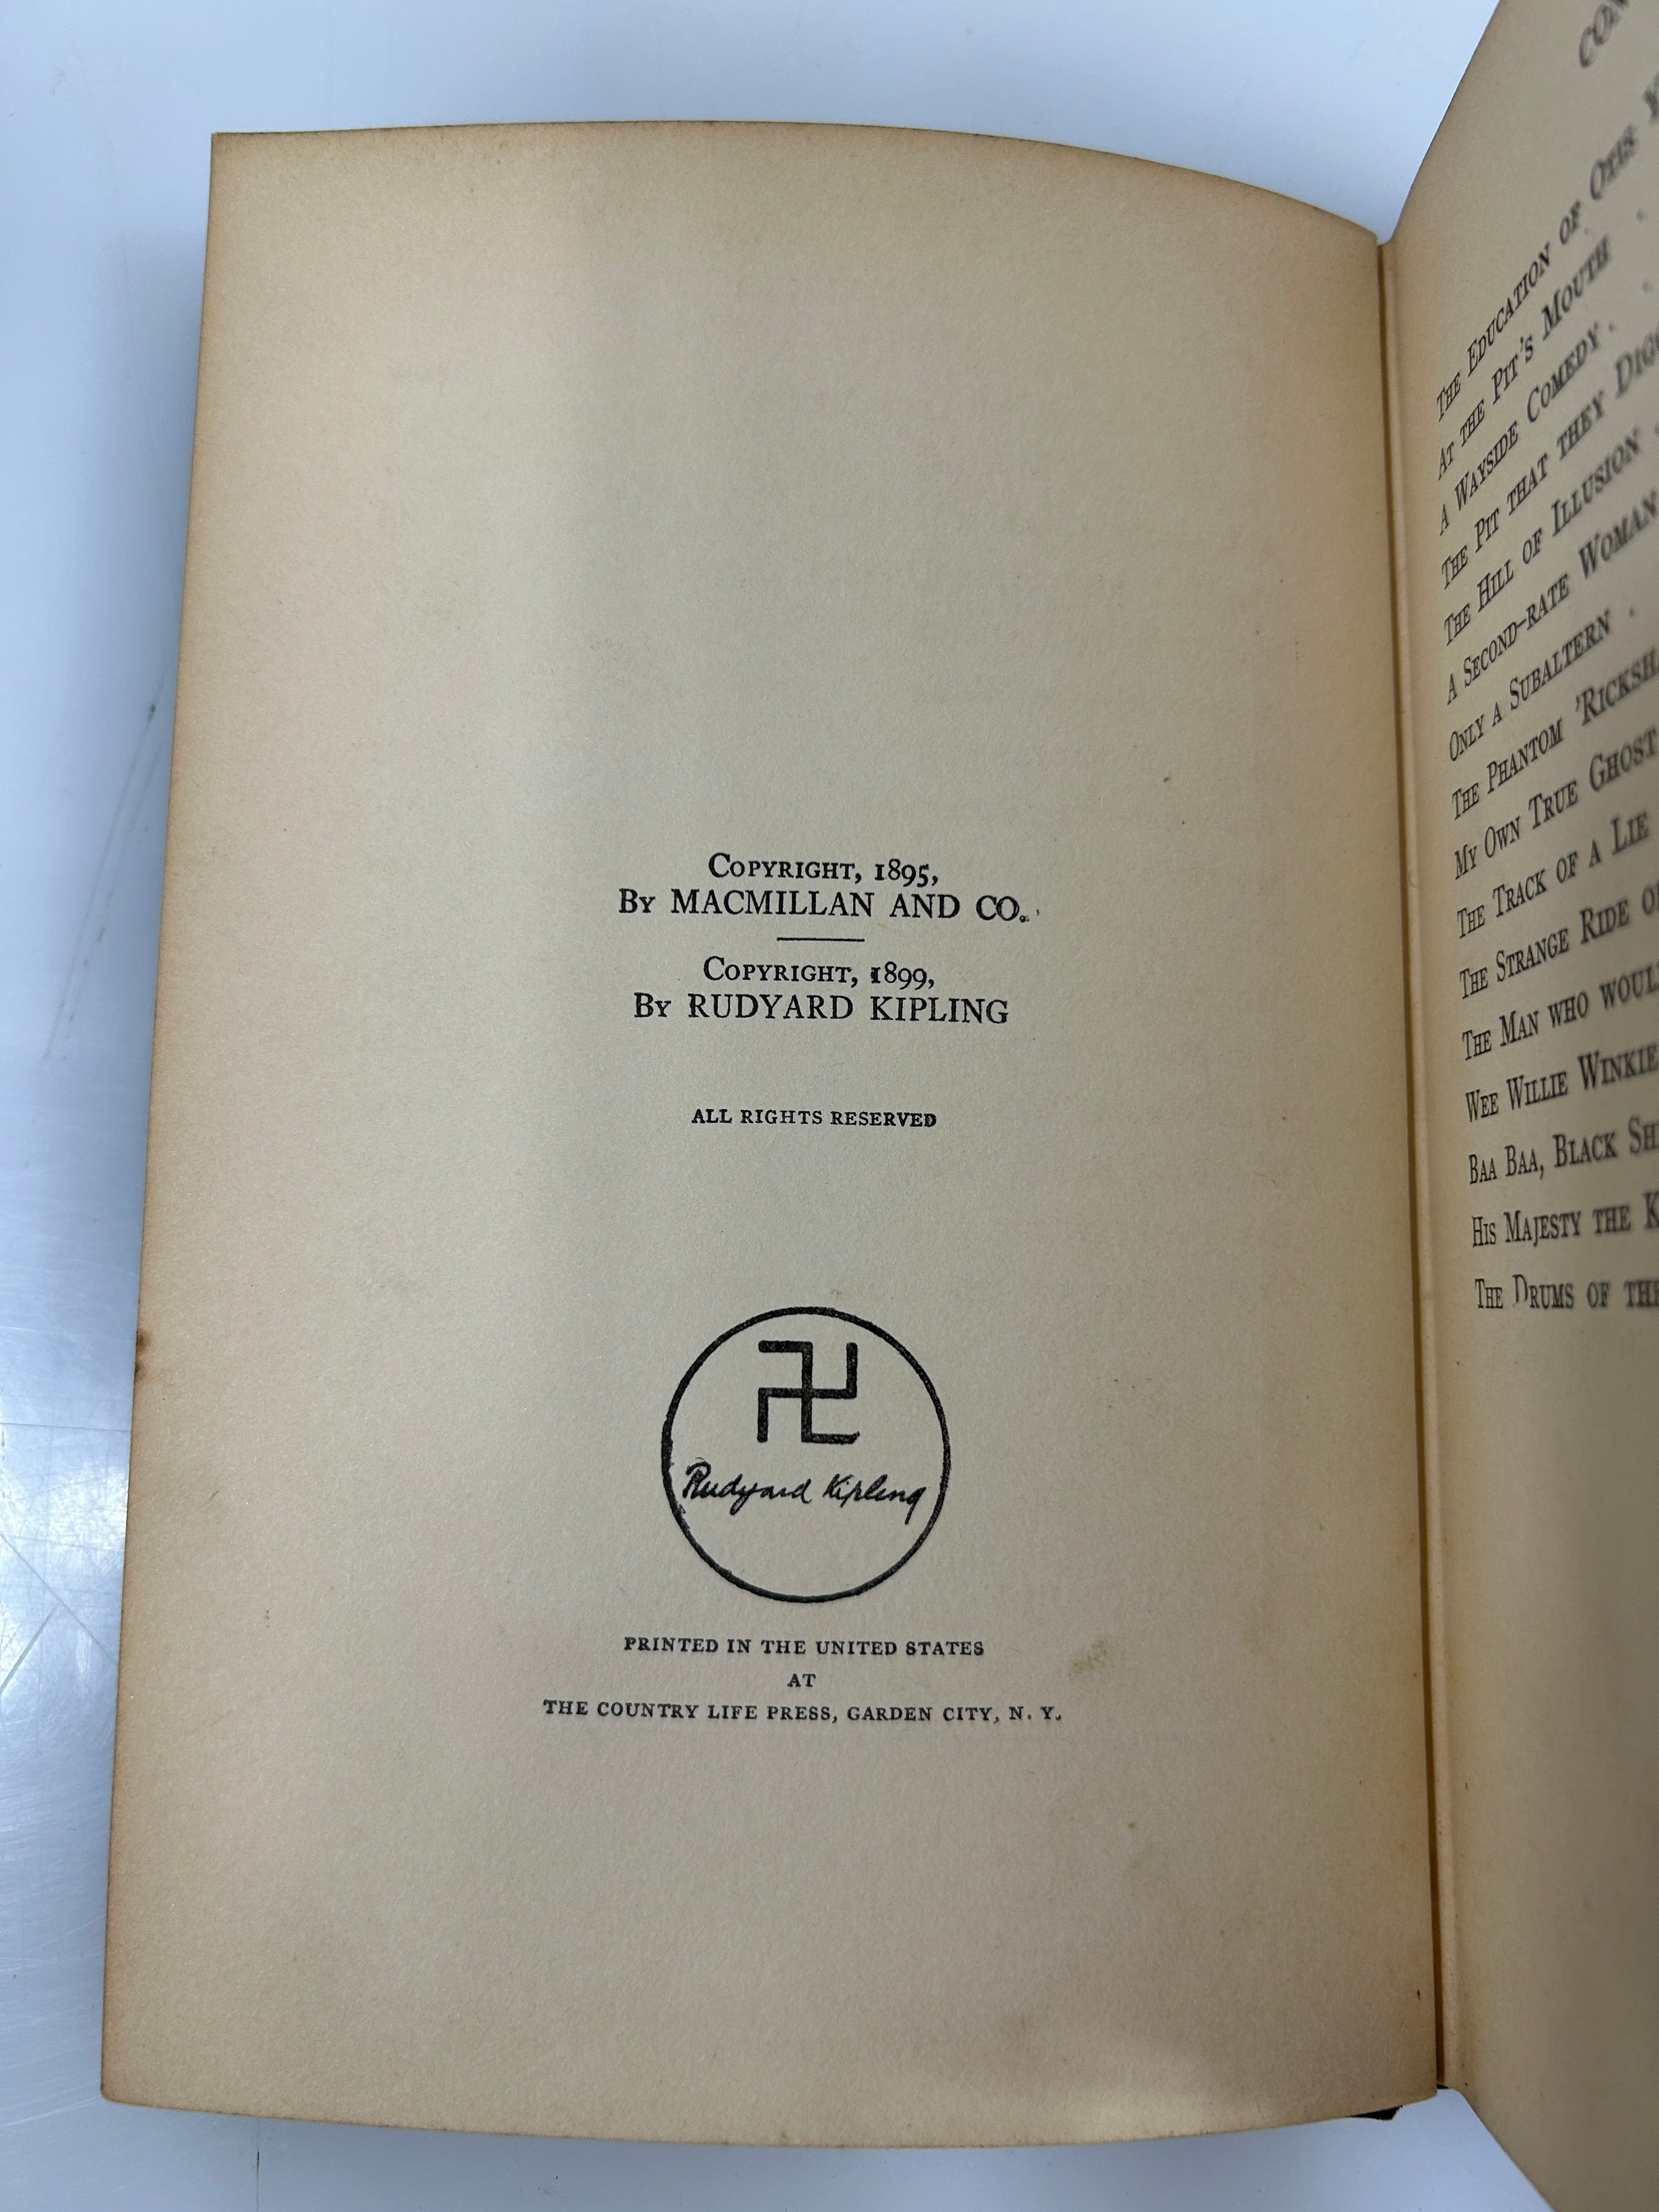 COPYRIGHT, 1895,
BY MACMILLAN AND CO.
COPYRIGHT, 1899,
BY RUDYARD KIPLING
ALL RIGHTS RESERVED
Rudyard Kipling
PRINTED IN THE UNITED STATES
AT
THE COUNTRY LIFE PRESS, GARDEN CITY, N. Y.
THE EDUCATION OF OTIS
AT THE PIT'S MOUTH
A WAYSIDE COMEDY
THE PIT THAT THEY
THE HILL OF ILLUSION
A SECOND-RATE WOMAN
ONLY A SUBALTERN
THE PHANTOM
MY OWN TRUE GHOST
THE TRACK OF A LIE
THE STRANGE RIDE
THE MAN WHO
WEE WILLIE WINKIE
BAA BAA, BLACK
HIS MAJESTY THE
THE DRUMS OF THE